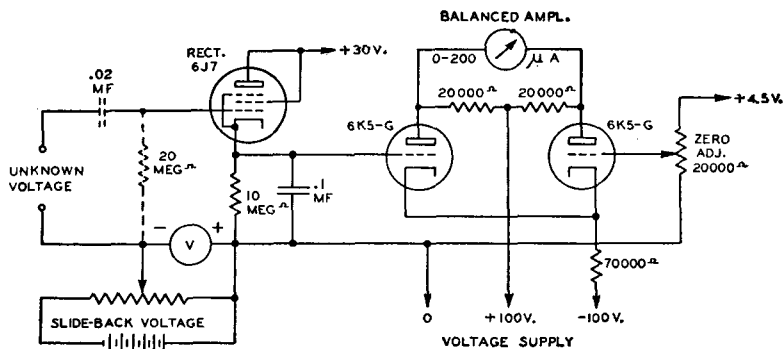 BALANCED AMPL.
RECT.
6J7
+30V.
0-200
μA
.02
MF
20000Ω
20000Ω
+4.5V.
6K5-G
6K5-G
ZERO
ADJ.
20000Ω
UNKNOWN
VOLTAGE
20
MEGΩ
10
MEGΩ
.1
MF
-
V
+
70000Ω
SLIDE-BACK VOLTAGE
0
+100V.
-100V.
VOLTAGE SUPPLY